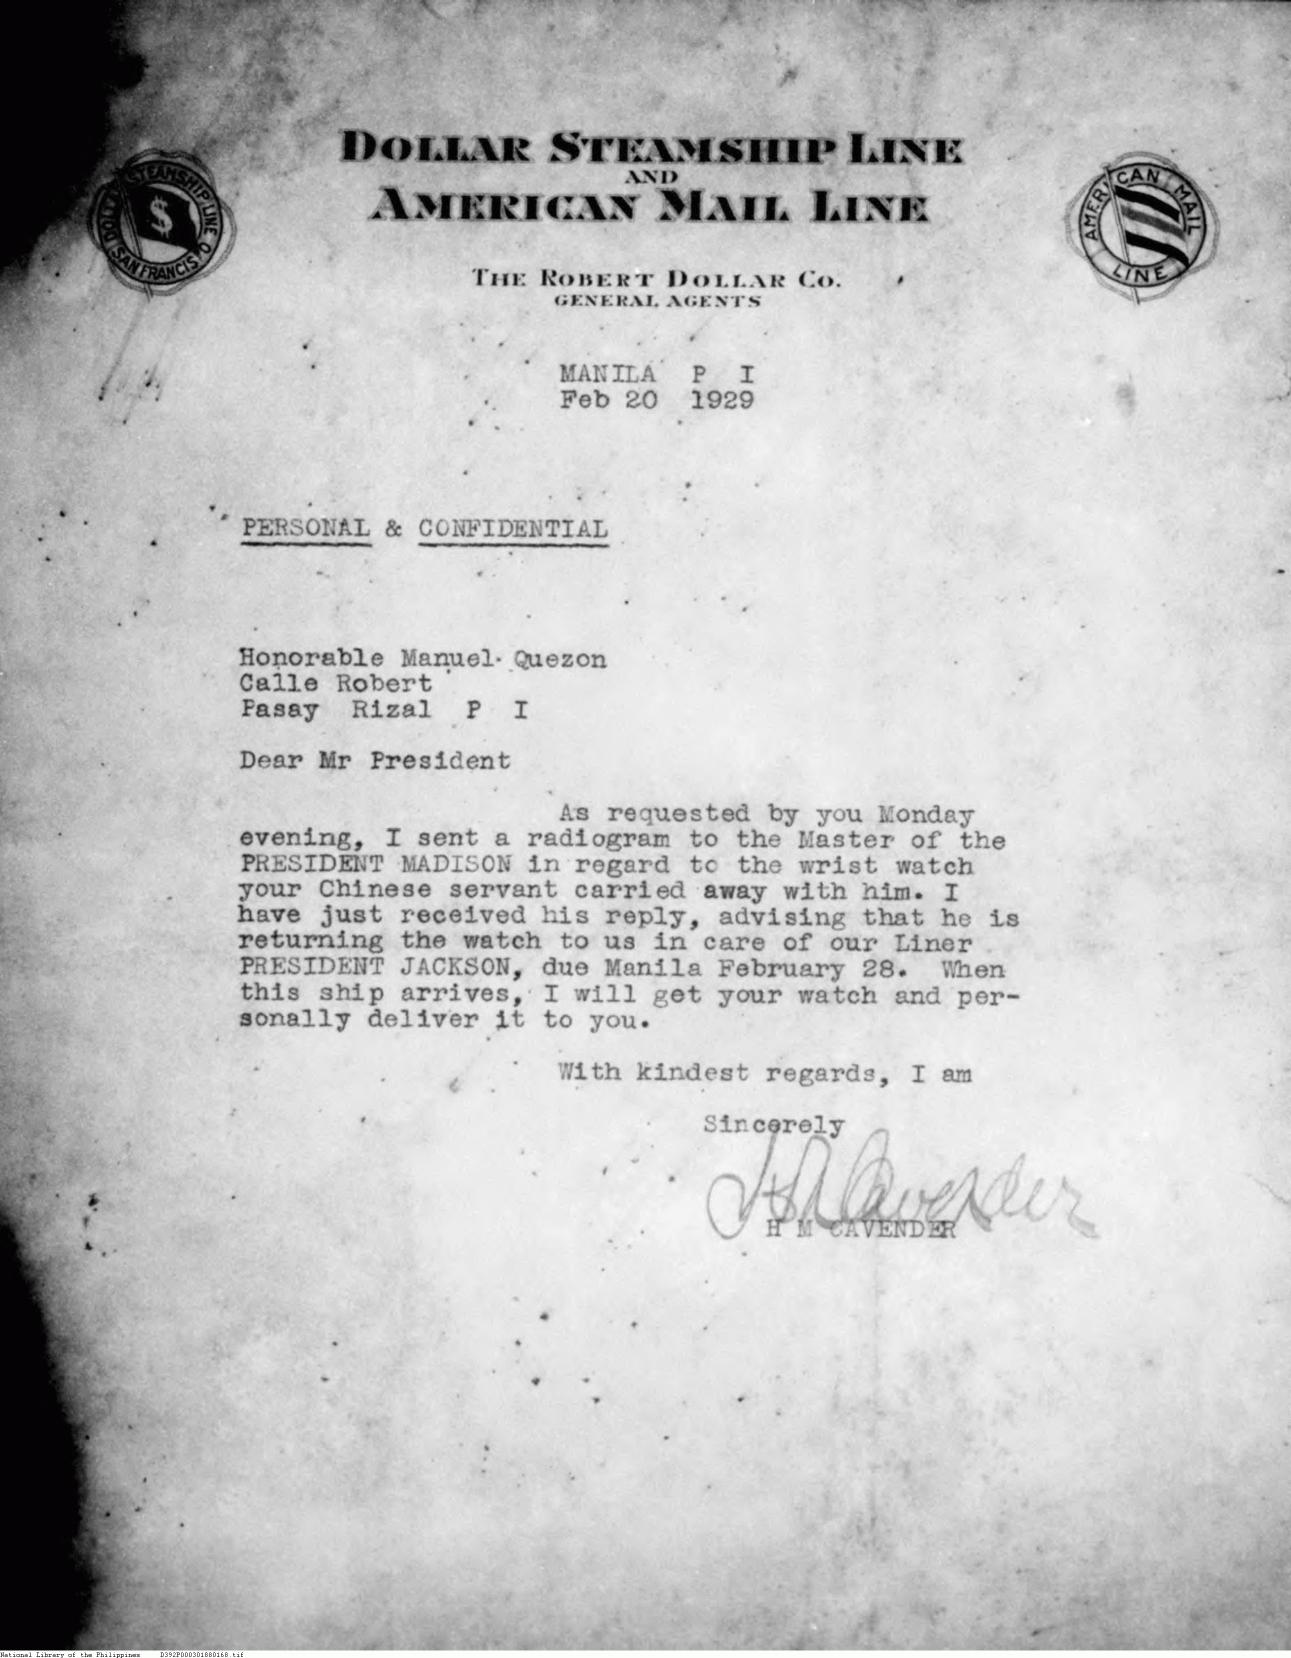 DOLLAR STEAMSHIP LINE
AND
AMERICAN MAIL LINE
DOLLAR STEAMSHIP LINE
SAN FRANCISCO
$
AMERICAN MAIL
LINE
THE ROBERT DOLLAR CO.
GENERAL AGENTS
MANILA P I
Feb 20 1929
PERSONAL & CONFIDENTIAL
Honorable Manuel Quezon
Calle Robert
Pasay Rizal P I
Dear Mr President
As requested by you Monday
evening, I sent a radiogram to the Master of the
PRESIDENT MADISON in regard to the wrist watch
your Chinese servant carried away with him. I
have just received his reply, advising that he is
returning the watch to us in care of our Liner
PRESIDENT JACKSON, due Manila February 28. When
this ship arrives, I will get your watch and per-
sonally deliver it to you.
With kindest regards, I am
Sincerely
H M Cavender
H M CAVENDER
National Library of the Philippines D392P000301880168.tif